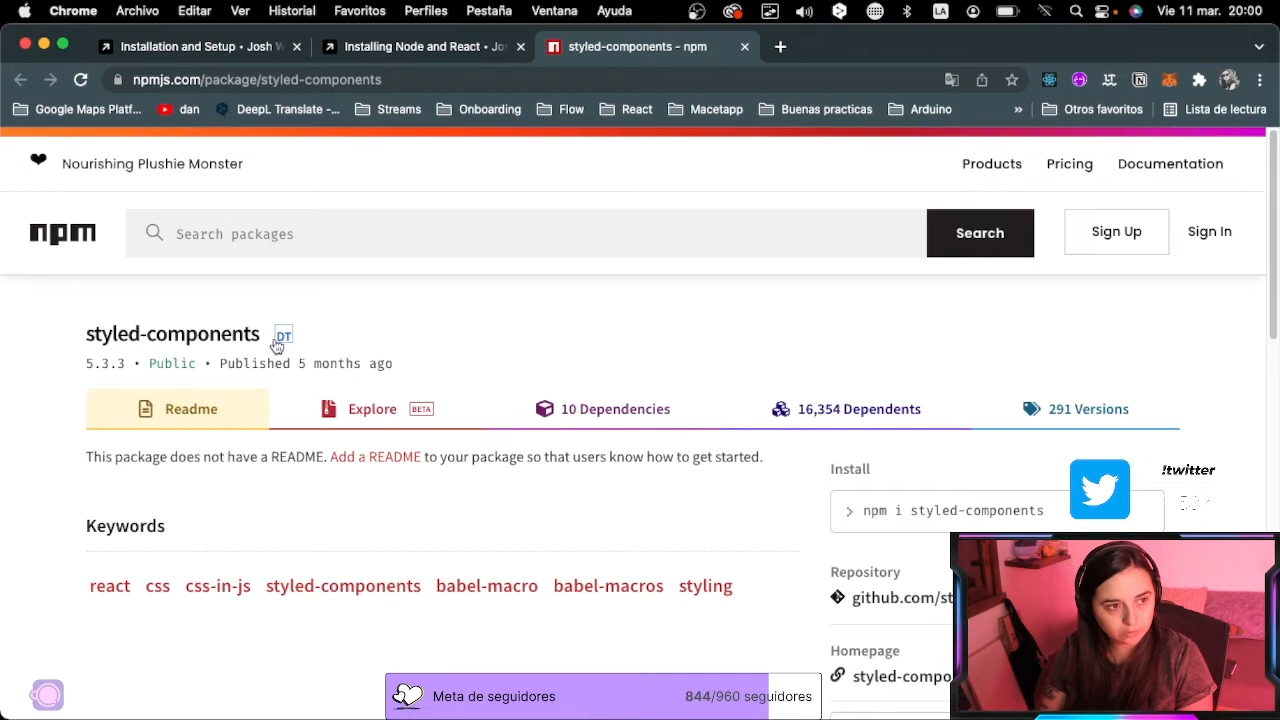 Chrome Archivo Editar Ver Historial Favoritos Perfiles Pestaña Ventana Ayuda LA Vie 11 mar. 20:00
Installation and Setup • Josh W
Installing Node and React • Jos
styled-components - npm
npmjs.com/package/styled-components
Google Maps Platf... dan DeepL Translate -... Streams Onboarding Flow React Macetapp Buenas practicas Arduino » Otros favoritos Lista de lectura
Nourishing Plushie Monster
Products Pricing Documentation
npm Search packages Search Sign Up Sign In
styled-components DT
5.3.3 • Public • Published 5 months ago
Readme Explore BETA 10 Dependencies 16,354 Dependents 291 Versions
This package does not have a README. Add a README to your package so that users know how to get started.
Install
!twitter
> npm i styled-components
Keywords
react css css-in-js styled-components babel-macro babel-macros styling
Repository
github.com/st
Homepage
styled-compo
Meta de seguidores 844/960 seguidores